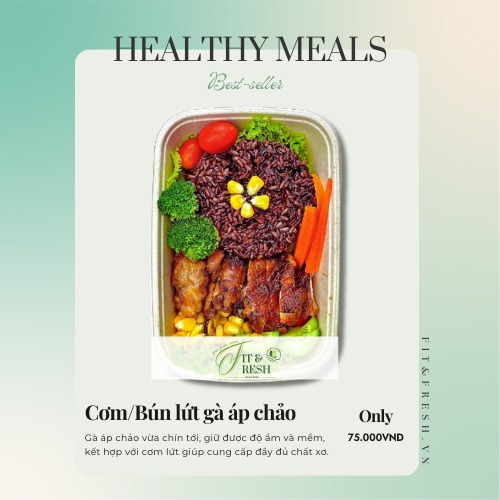 HEALTHY MEALS
Best-seller
FIT &
FRESH
Cơm/Bún lứt gà áp chảo
Only
75.000VND
Gà áp chảo vừa chín tới, giữ được độ ẩm và mềm,
kết hợp với cơm lứt giúp cung cấp đầy đủ chất xơ.
FIT&FRESH.VN